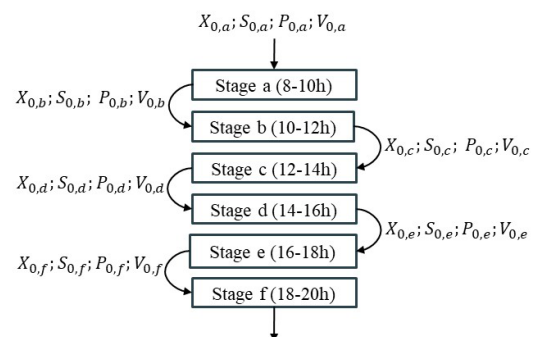 X_{0,a}; S_{0,a}; P_{0,a}; V_{0,a}
Stage a (8-10h)
X_{0,b}; S_{0,b}; P_{0,b}; V_{0,b}
Stage b (10-12h)
X_{0,c}; S_{0,c}; P_{0,c}; V_{0,c}
Stage c (12-14h)
X_{0,d}; S_{0,d}; P_{0,d}; V_{0,d}
Stage d (14-16h)
X_{0,e}; S_{0,e}; P_{0,e}; V_{0,e}
Stage e (16-18h)
X_{0,f}; S_{0,f}; P_{0,f}; V_{0,f}
Stage f (18-20h)